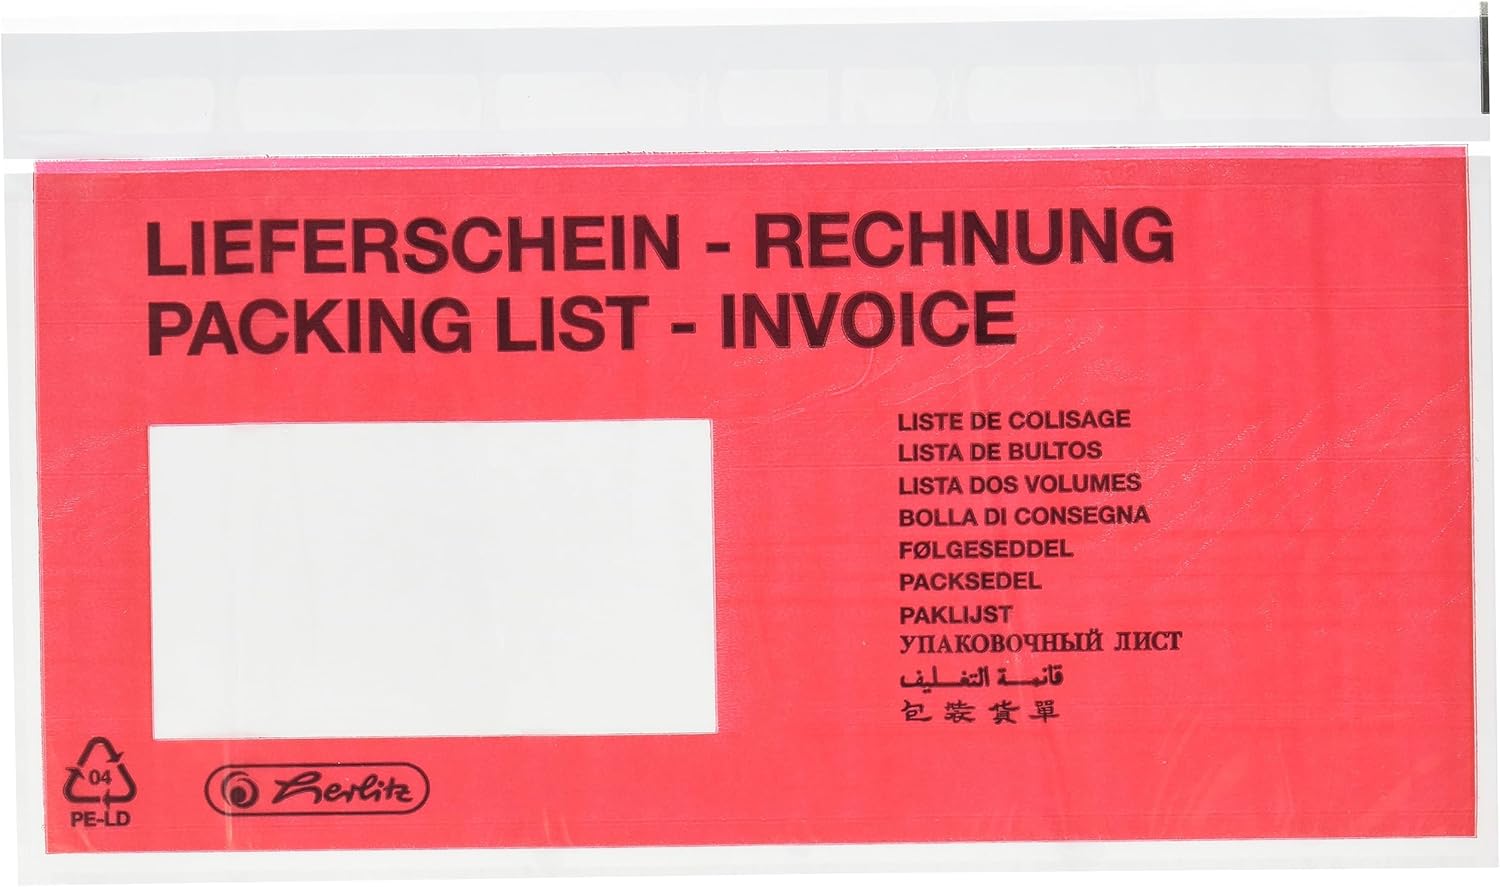 LIEFERSCHEIN - RECHNUNG
PACKING LIST - INVOICE
LISTE DE COLISAGE
LISTA DE BULTOS
LISTA DOS VOLUMES
BOLLA DI CONSEGNA
FØLGESEDDEL
PACKSEDEL
PAKLIJST
УПАКОВОЧНЫЙ ЛИСТ
قائمة التغليف
包裝貨單
04
PE-LD
Herlitz